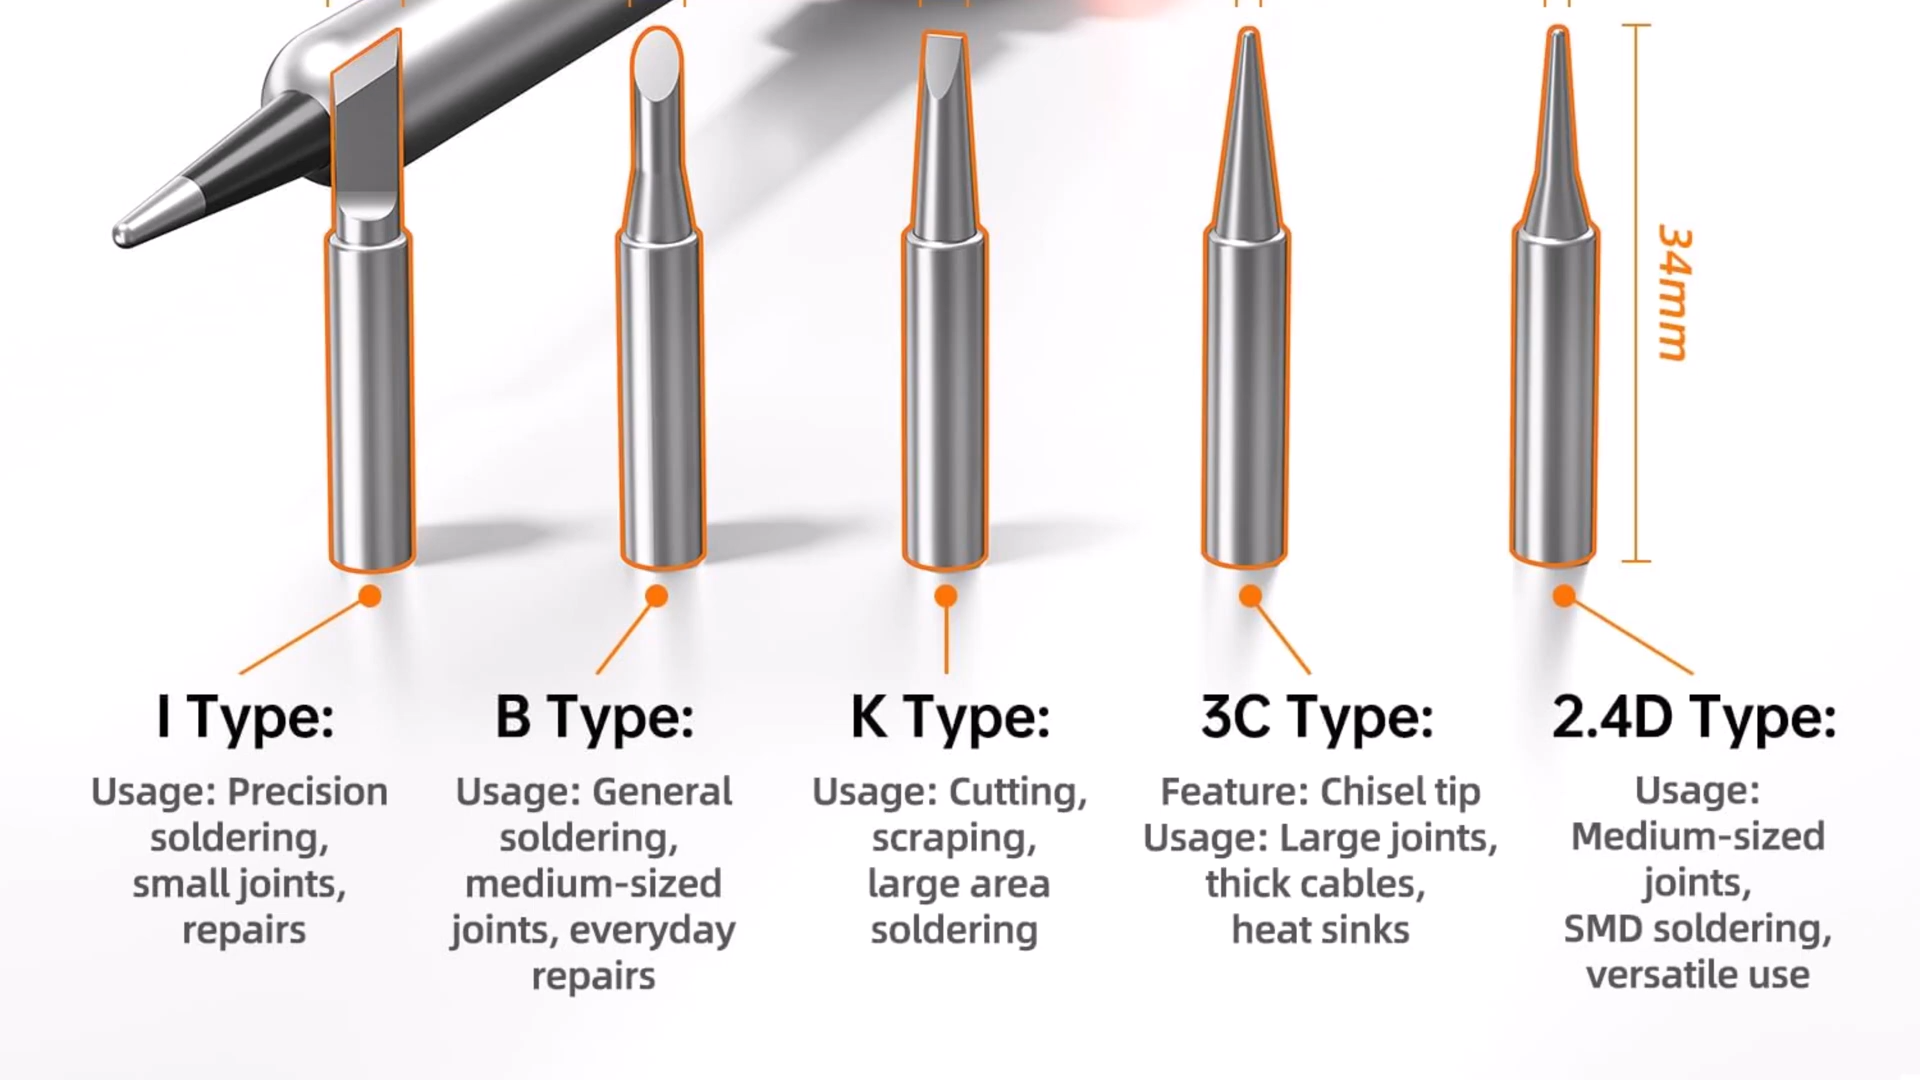 34mm
I Type:
Usage: Precision
soldering,
small joints,
repairs
B Type:
Usage: General
soldering,
medium-sized
joints, everyday
repairs
K Type:
Usage: Cutting,
scraping,
large area
soldering
3C Type:
Feature: Chisel tip
Usage: Large joints,
thick cables,
heat sinks
2.4D Type:
Usage:
Medium-sized
joints,
SMD soldering,
versatile use